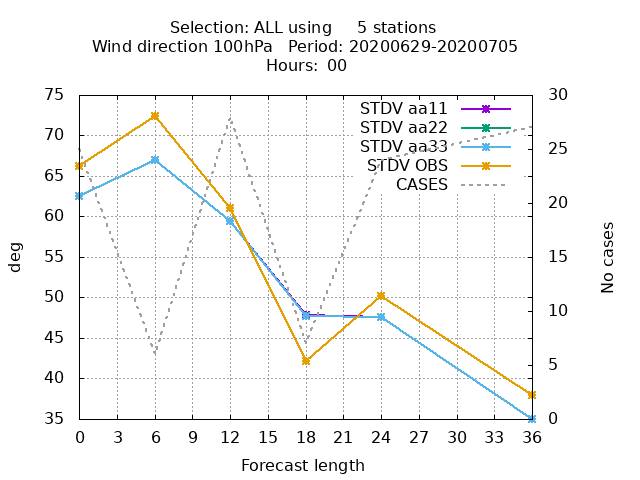 Selection: ALL using     5 stations
Wind direction 100hPa   Period: 20200629-20200705
Hours: 00
75
70
65
60
55
50
45
40
35
30
25
20
15
10
5
0
deg
No cases
STDV aa11
STDV aa22
STDV aa33
STDV OBS
CASES
0 3 6 9 12 15 18 21 24 27 30 33 36
Forecast length